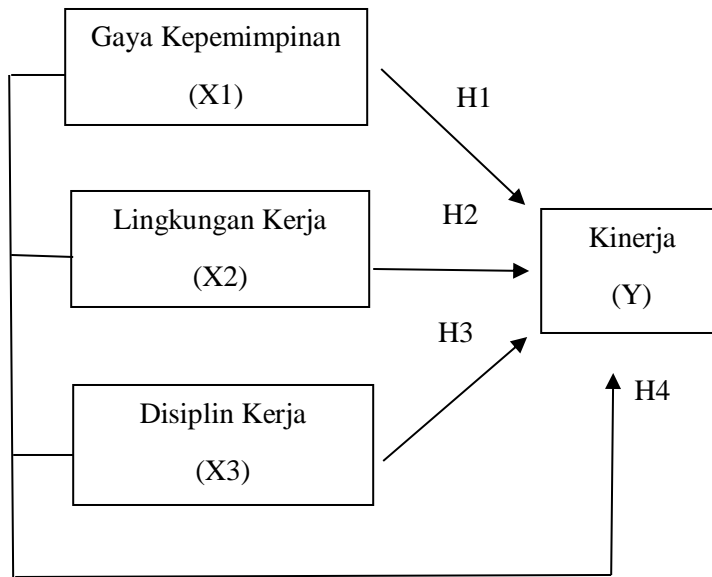 Gaya Kepemimpinan
(X1)
H1
Lingkungan Kerja
(X2)
H2
Kinerja
(Y)
H3
Disiplin Kerja
(X3)
H4